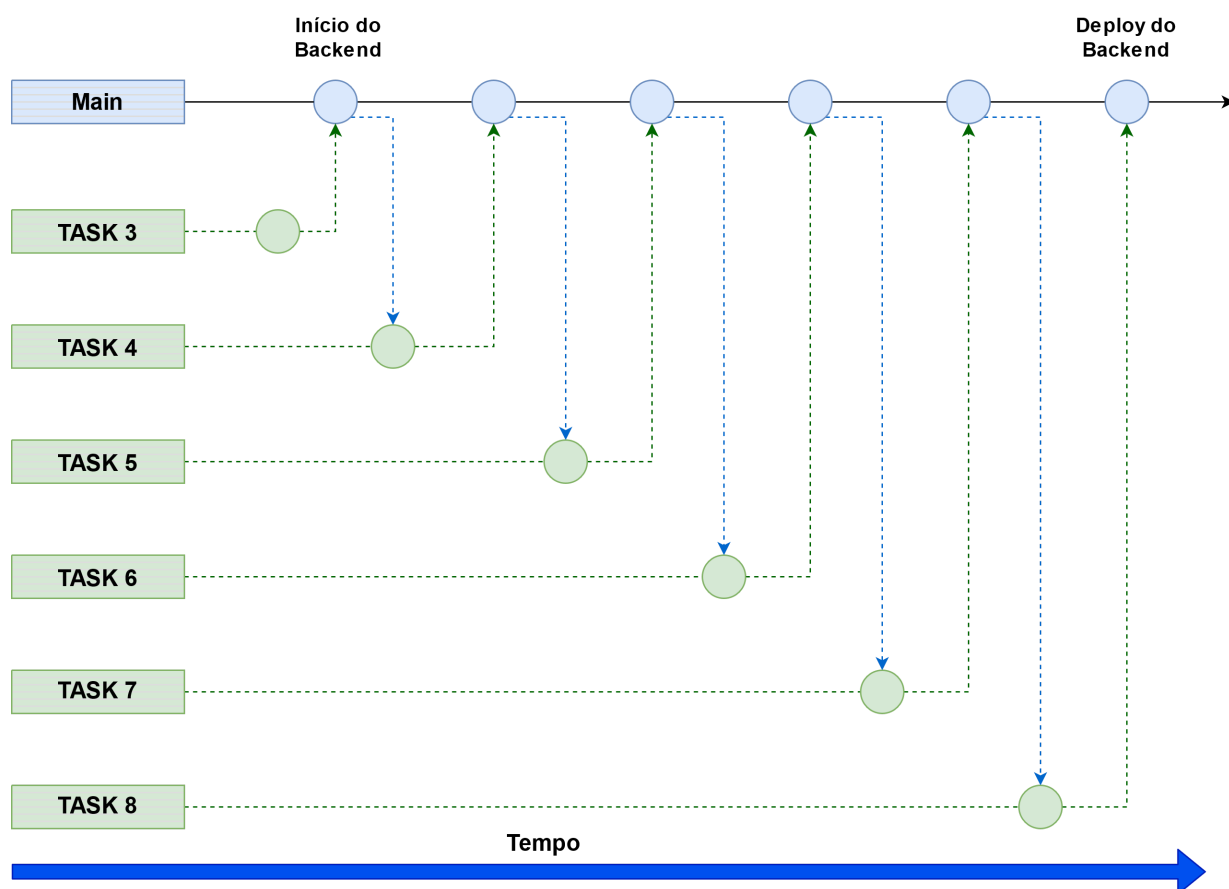 Início do
Backend
Deploy do
Backend
Main
TASK 3
TASK 4
TASK 5
TASK 6
TASK 7
TASK 8
Tempo